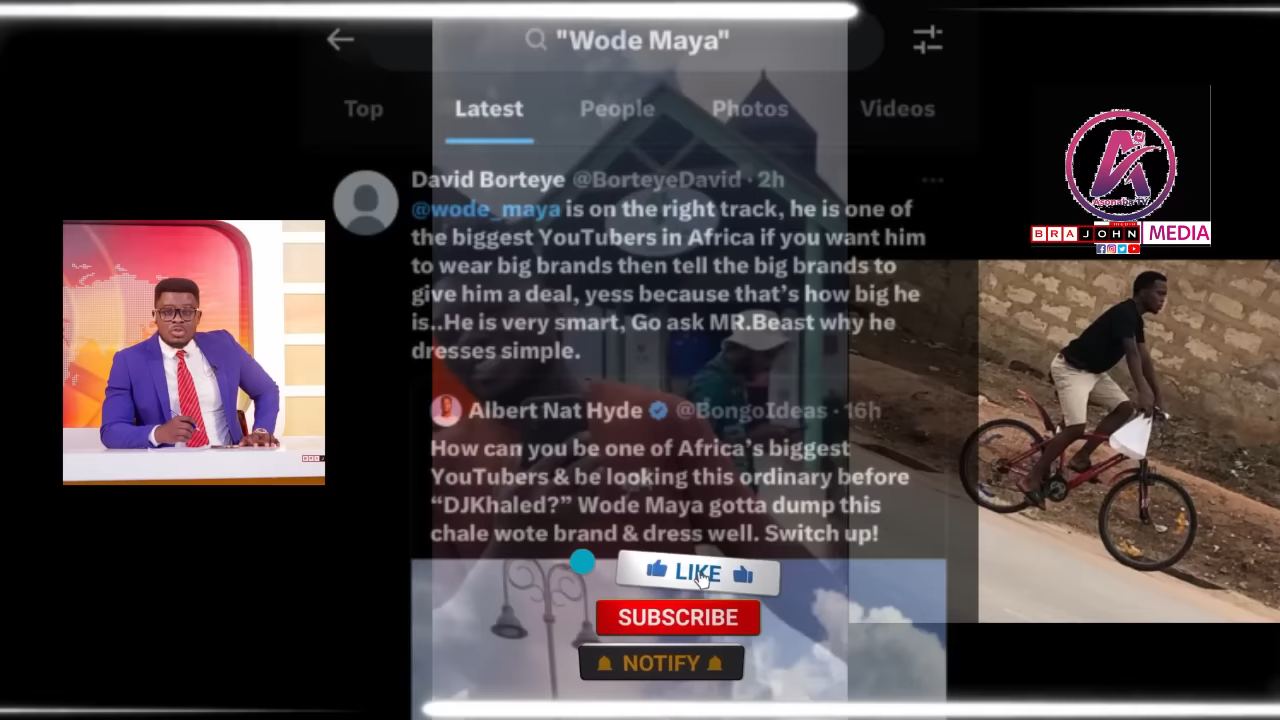 "Wode Maya"
Top
Latest
People
Photos
Videos
David Borteye @BorteyeDavid · 2h
@wode_maya is on the right track, he is one of
the biggest YouTubers in Africa if you want him
to wear big brands then tell the big brands to
give him a deal, yess because that's how big he
is..He is very smart, Go ask MR.Beast why he
dresses simple.
Albert Nat Hyde @BongoIdeas · 16h
How can you be one of Africa's biggest
YouTubers & be looking this ordinary before
“DJKhaled?” Wode Maya gotta dump this
chale wote brand & dress well. Switch up!
LIKE
SUBSCRIBE
NOTIFY
BRA JOHN MEDIA